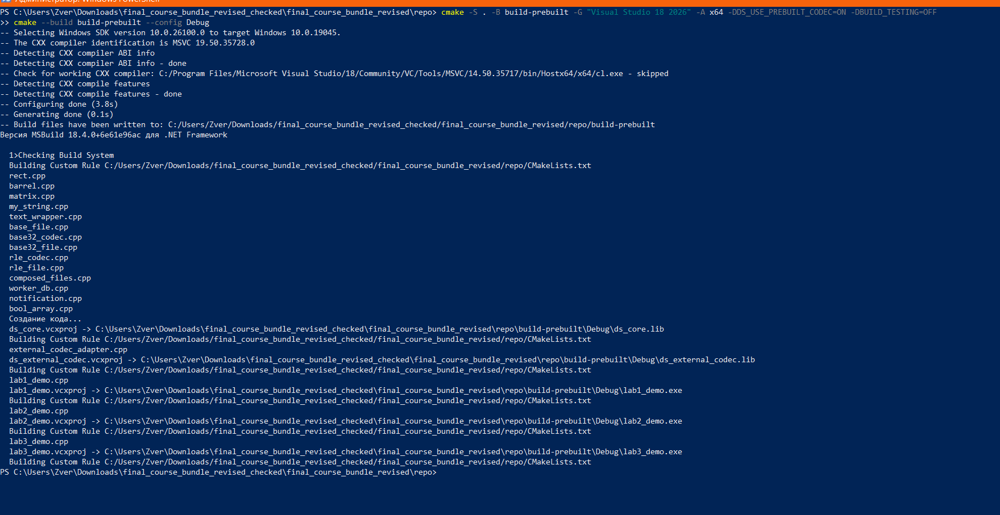 Администратор: Windows PowerShell
PS C:\Users\Zver\Downloads\final_course_bundle_revised_checked\final_course_bundle_revised\repo> cmake -S . -B build-prebuilt -G "Visual Studio 18 2026" -A x64 -DDS_USE_PREBUILT_CODEC=ON -DBUILD_TESTING=OFF
>> cmake --build build-prebuilt --config Debug
-- Selecting Windows SDK version 10.0.26100.0 to target Windows 10.0.19045.
-- The CXX compiler identification is MSVC 19.50.35728.0
-- Detecting CXX compiler ABI info
-- Detecting CXX compiler ABI info - done
-- Check for working CXX compiler: C:/Program Files/Microsoft Visual Studio/18/Community/VC/Tools/MSVC/14.50.35717/bin/Hostx64/x64/cl.exe - skipped
-- Detecting CXX compile features
-- Detecting CXX compile features - done
-- Configuring done (3.8s)
-- Generating done (0.1s)
-- Build files have been written to: C:/Users/Zver/Downloads/final_course_bundle_revised_checked/final_course_bundle_revised/repo/build-prebuilt
Версия MSBuild 18.4.0+6e61e96ac для .NET Framework
1>Checking Build System
Building Custom Rule C:/Users/Zver/Downloads/final_course_bundle_revised_checked/final_course_bundle_revised/repo/CMakeLists.txt
rect.cpp
barrel.cpp
matrix.cpp
my_string.cpp
text_wrapper.cpp
base_file.cpp
base32_codec.cpp
base32_file.cpp
rle_codec.cpp
rle_file.cpp
composed_files.cpp
worker_db.cpp
notification.cpp
bool_array.cpp
Создание кода...
ds_core.vcxproj -> C:\Users\Zver\Downloads\final_course_bundle_revised_checked\final_course_bundle_revised\repo\build-prebuilt\Debug\ds_core.lib
Building Custom Rule C:/Users/Zver/Downloads/final_course_bundle_revised_checked/final_course_bundle_revised/repo/CMakeLists.txt
external_codec_adapter.cpp
ds_external_codec.vcxproj -> C:\Users\Zver\Downloads\final_course_bundle_revised_checked\final_course_bundle_revised\repo\build-prebuilt\Debug\ds_external_codec.lib
Building Custom Rule C:/Users/Zver/Downloads/final_course_bundle_revised_checked/final_course_bundle_revised/repo/CMakeLists.txt
lab1_demo.cpp
lab1_demo.vcxproj -> C:\Users\Zver\Downloads\final_course_bundle_revised_checked\final_course_bundle_revised\repo\build-prebuilt\Debug\lab1_demo.exe
Building Custom Rule C:/Users/Zver/Downloads/final_course_bundle_revised_checked/final_course_bundle_revised/repo/CMakeLists.txt
lab2_demo.cpp
lab2_demo.vcxproj -> C:\Users\Zver\Downloads\final_course_bundle_revised_checked\final_course_bundle_revised\repo\build-prebuilt\Debug\lab2_demo.exe
Building Custom Rule C:/Users/Zver/Downloads/final_course_bundle_revised_checked/final_course_bundle_revised/repo/CMakeLists.txt
lab3_demo.cpp
lab3_demo.vcxproj -> C:\Users\Zver\Downloads\final_course_bundle_revised_checked\final_course_bundle_revised\repo\build-prebuilt\Debug\lab3_demo.exe
Building Custom Rule C:/Users/Zver/Downloads/final_course_bundle_revised_checked/final_course_bundle_revised/repo/CMakeLists.txt
PS C:\Users\Zver\Downloads\final_course_bundle_revised_checked\final_course_bundle_revised\repo>